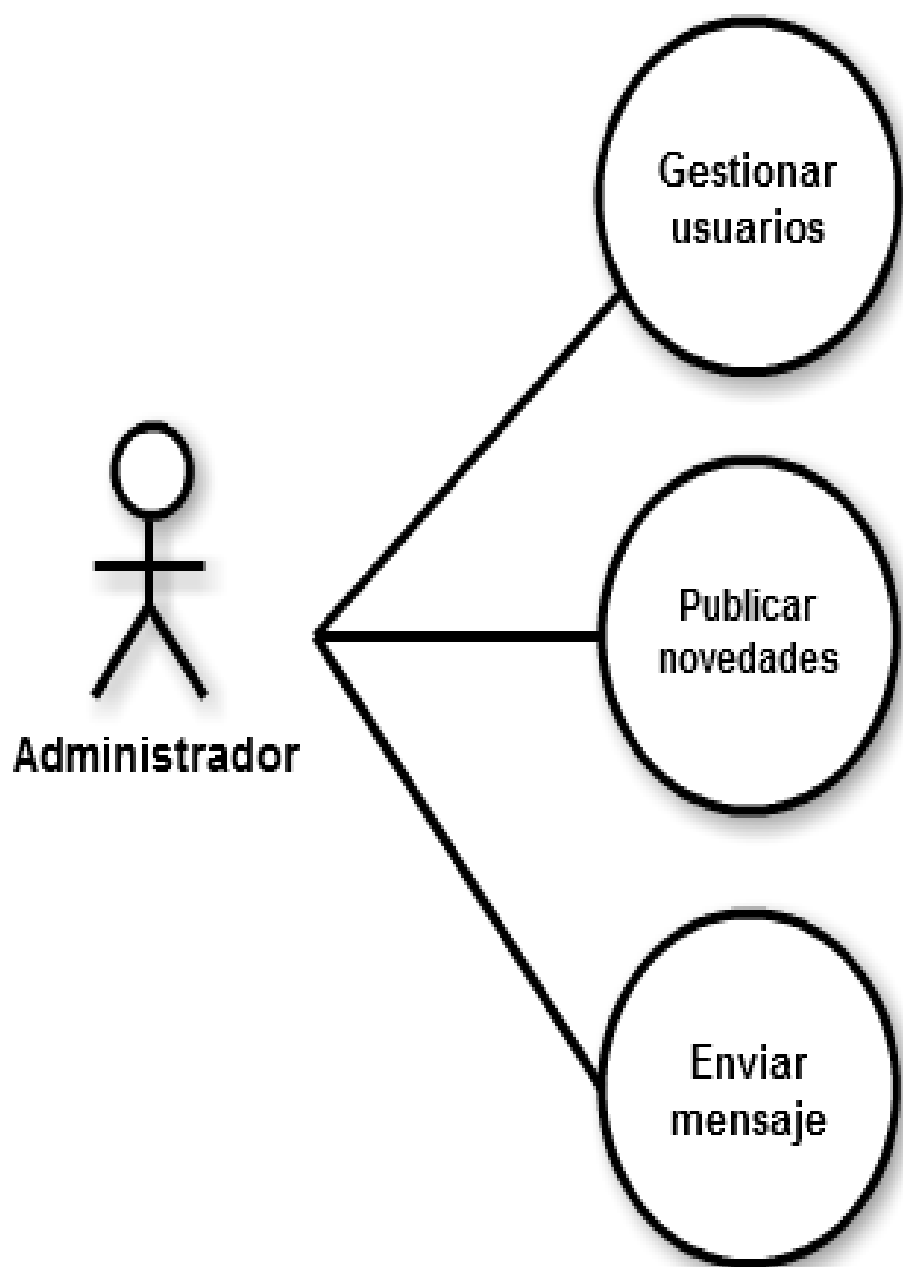 Gestionar
usuarios
Publicar
novedades
Administrador
Enviar
mensaje